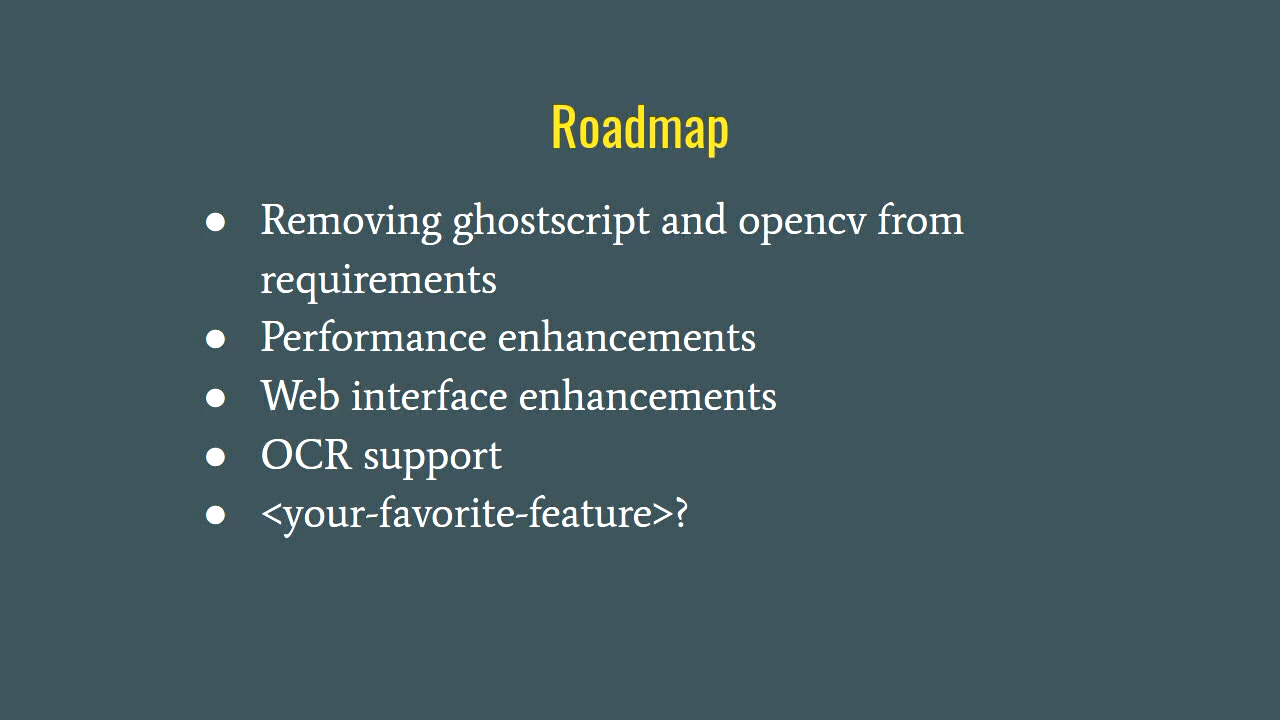 Roadmap
● Removing ghostscript and opencv from
requirements
● Performance enhancements
● Web interface enhancements
● OCR support
● <your-favorite-feature>?